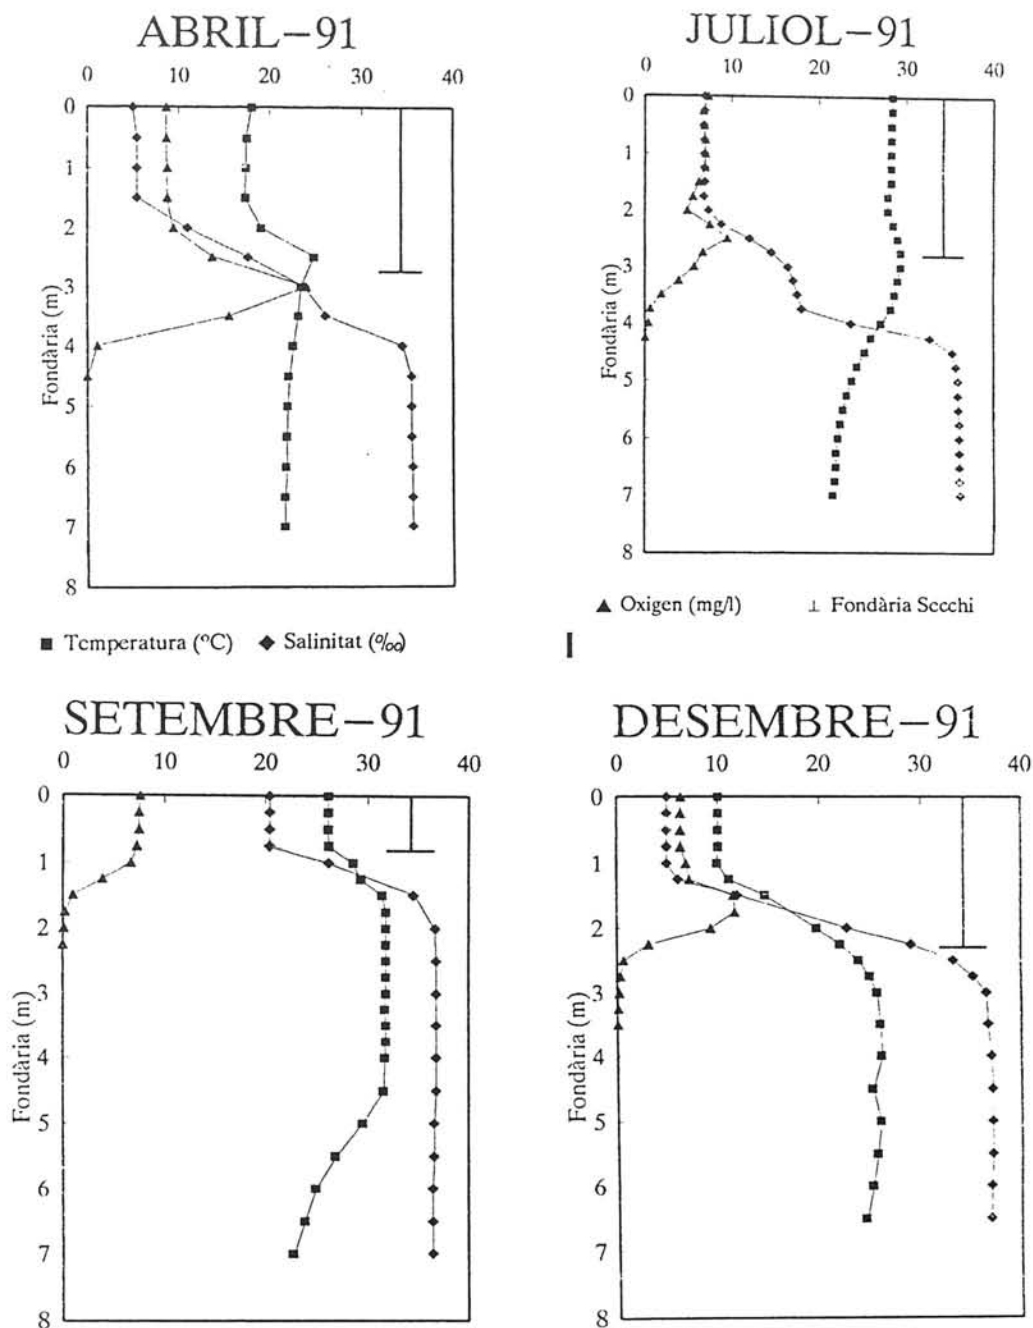 ABRIL-91
0 10 20 30 40
0
1
2
3
4
5
6
7
8
Fondària (m)
JULIOL-91
0 10 20 30 40
0
1
2
3
4
5
6
7
8
Fondària (m)
■ Temperatura (ºC) ◆ Salinitat (‰)
▲ Oxigen (mg/l) ⊥ Fondària Secchi
SETEMBRE-91
0 10 20 30 40
0
1
2
3
4
5
6
7
8
Fondària (m)
DESEMBRE-91
0 10 20 30 40
0
1
2
3
4
5
6
7
8
Fondària (m)